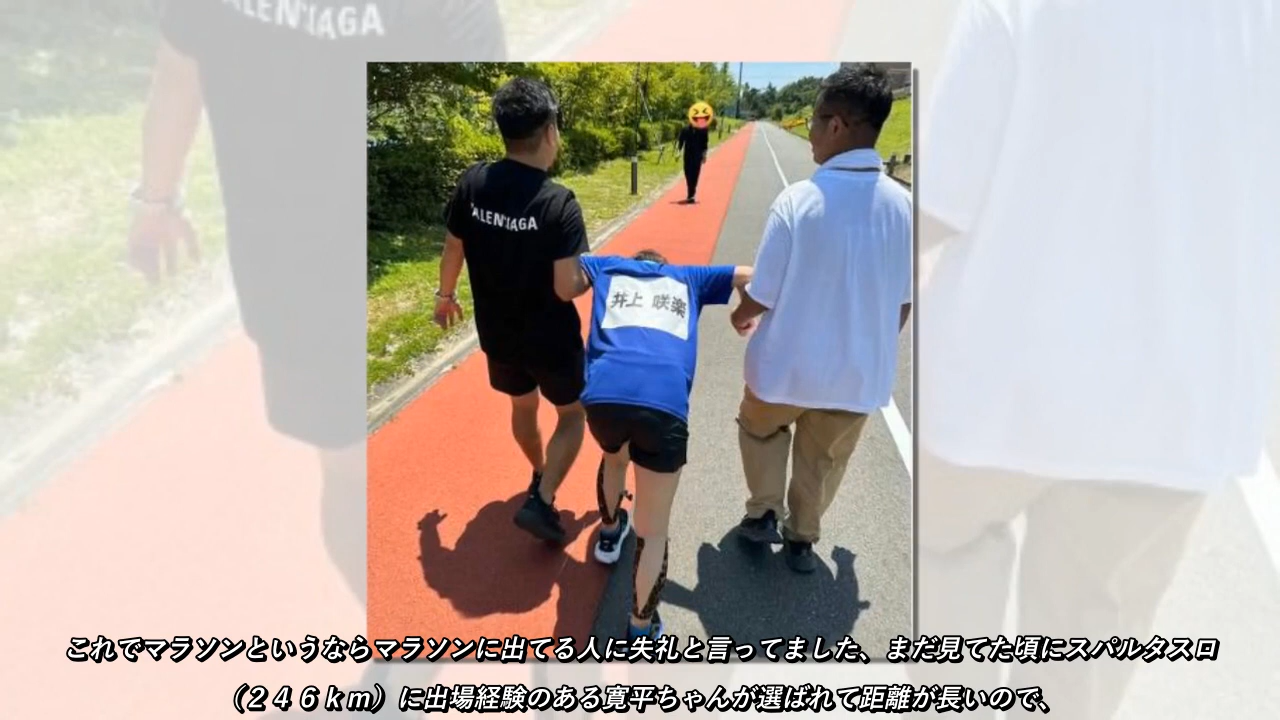 ALENCIAGA
ALENCIAGA
井上 咲楽
これでマラソンというならマラソンに出てる人に失礼と言ってました、まだ見てた頃にスパルタスロ
（２４６ｋｍ）に出場経験のある寛平ちゃんが選ばれて距離が長いので、